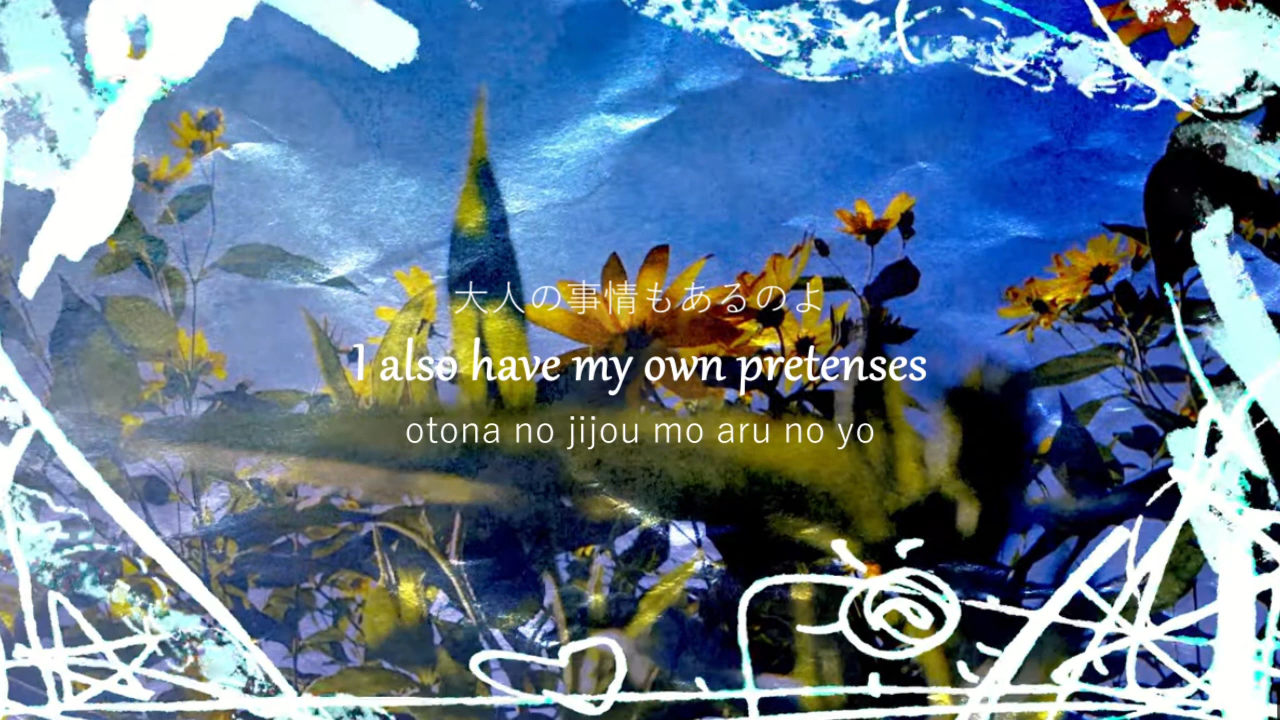 大人の事情もあるのよ
I also have my own pretenses
otona no jijou mo aru no yo